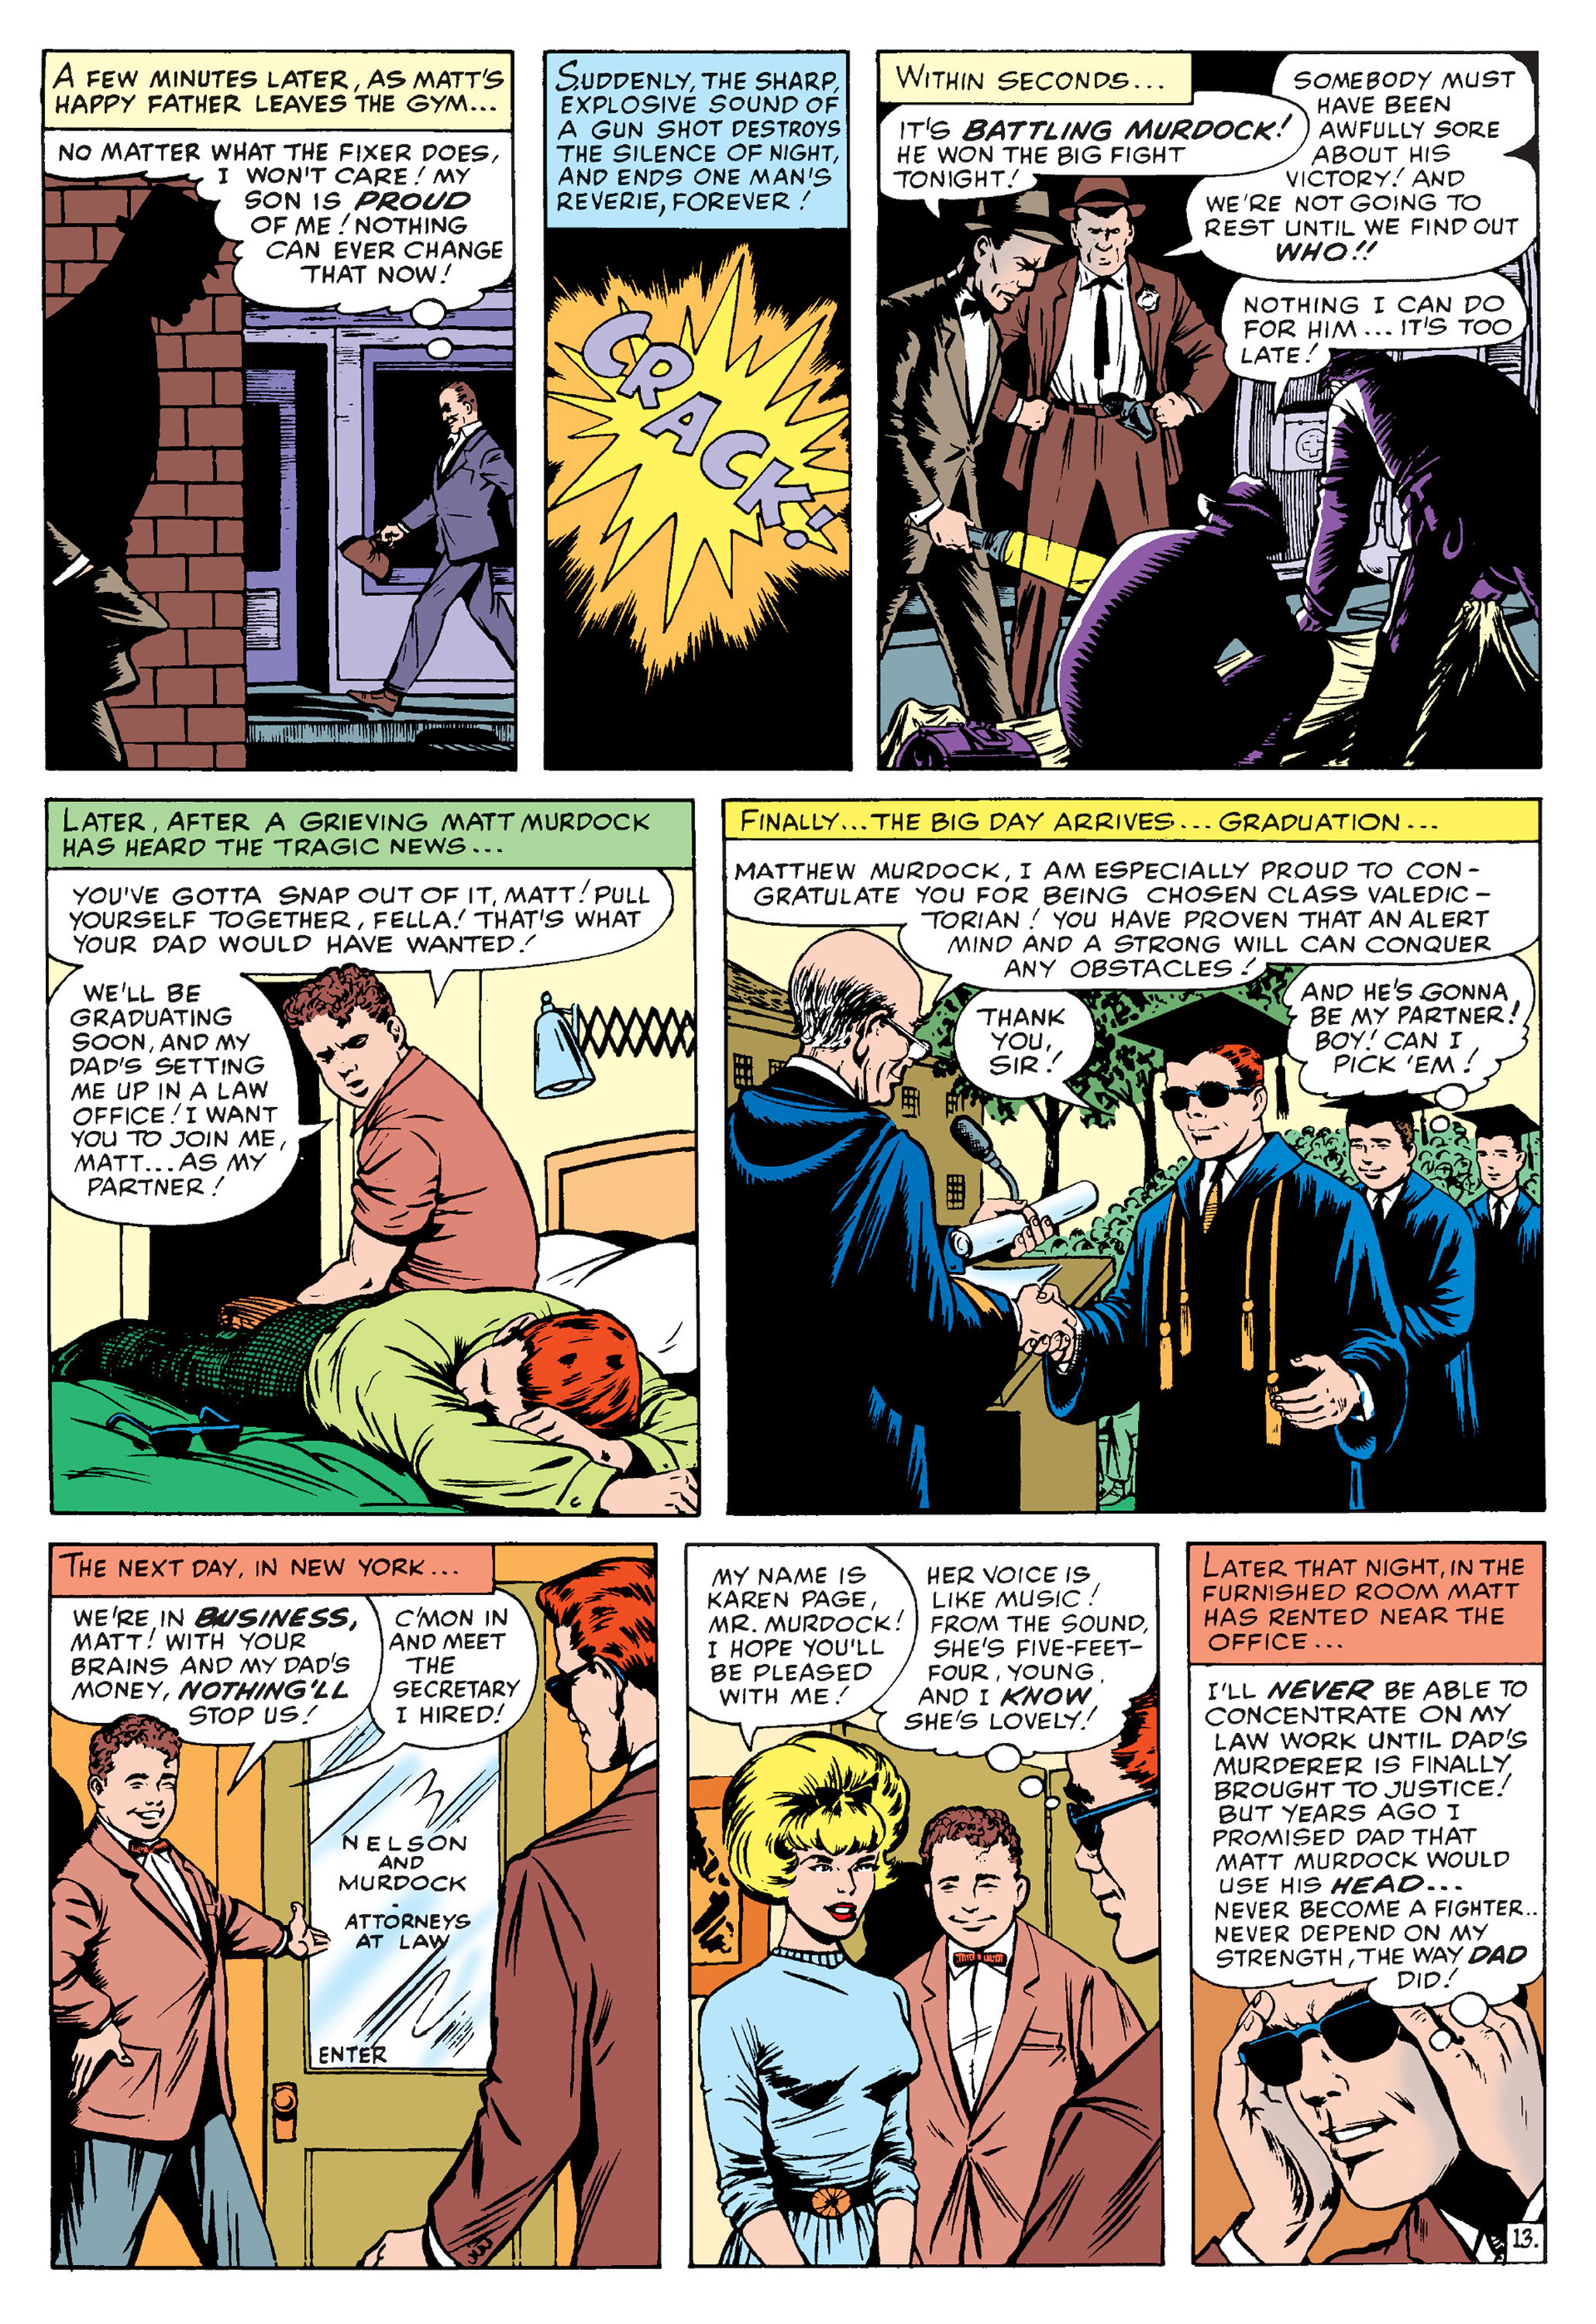 A FEW MINUTES LATER, AS MATT'S
HAPPY FATHER LEAVES THE GYM...
NO MATTER WHAT THE FIXER DOES,
I WON'T CARE! MY
SON IS PROUD
OF ME! NOTHING
CAN EVER CHANGE
THAT NOW!
SUDDENLY, THE SHARP,
EXPLOSIVE SOUND OF
A GUN SHOT DESTROYS
THE SILENCE OF NIGHT,
AND ENDS ONE MAN'S
REVERIE, FOREVER!
CRACK!
WITHIN SECONDS...
IT'S BATTLING MURDOCK!
HE WON THE BIG FIGHT
TONIGHT!
SOMEBODY MUST
HAVE BEEN
AWFULLY SORE
ABOUT HIS
VICTORY! AND
WE'RE NOT GOING TO
REST UNTIL WE FIND OUT
WHO!!
NOTHING I CAN DO
FOR HIM... IT'S TOO
LATE!
LATER, AFTER A GRIEVING MATT MURDOCK
HAS HEARD THE TRAGIC NEWS...
YOU'VE GOTTA SNAP OUT OF IT, MATT! PULL
YOURSELF TOGETHER, FELLA! THAT'S WHAT
YOUR DAD WOULD HAVE WANTED!
WE'LL BE
GRADUATING
SOON, AND MY
DAD'S SETTING
ME UP IN A LAW
OFFICE! I WANT
YOU TO JOIN ME,
MATT... AS MY
PARTNER!
FINALLY... THE BIG DAY ARRIVES... GRADUATION...
MATTHEW MURDOCK, I AM ESPECIALLY PROUD TO CON-
GRATULATE YOU FOR BEING CHOSEN CLASS VALEDIC-
TORIAN! YOU HAVE PROVEN THAT AN ALERT
MIND AND A STRONG WILL CAN CONQUER
ANY OBSTACLES!
THANK
YOU,
SIR!
AND HE'S GONNA
BE MY PARTNER!
BOY! CAN I
PICK 'EM!
THE NEXT DAY, IN NEW YORK...
WE'RE IN BUSINESS,
MATT! WITH YOUR
BRAINS AND MY DAD'S
MONEY, NOTHING'LL
STOP US!
C'MON IN
AND MEET
THE
SECRETARY
I HIRED!
NELSON
AND
MURDOCK
-
ATTORNEYS
AT LAW
ENTER
MY NAME IS
KAREN PAGE,
MR. MURDOCK!
I HOPE YOU'LL
BE PLEASED
WITH ME!
HER VOICE IS
LIKE MUSIC!
FROM THE SOUND,
SHE'S FIVE-FEET-
FOUR, YOUNG,
AND I KNOW
SHE'S LOVELY!
LATER THAT NIGHT, IN THE
FURNISHED ROOM MATT
HAS RENTED NEAR THE
OFFICE...
I'LL NEVER BE ABLE TO
CONCENTRATE ON MY
LAW WORK UNTIL DAD'S
MURDERER IS FINALLY
BROUGHT TO JUSTICE!
BUT YEARS AGO I
PROMISED DAD THAT
MATT MURDOCK WOULD
USE HIS HEAD...
NEVER BECOME A FIGHTER..
NEVER DEPEND ON MY
STRENGTH, THE WAY DAD
DID!
13.